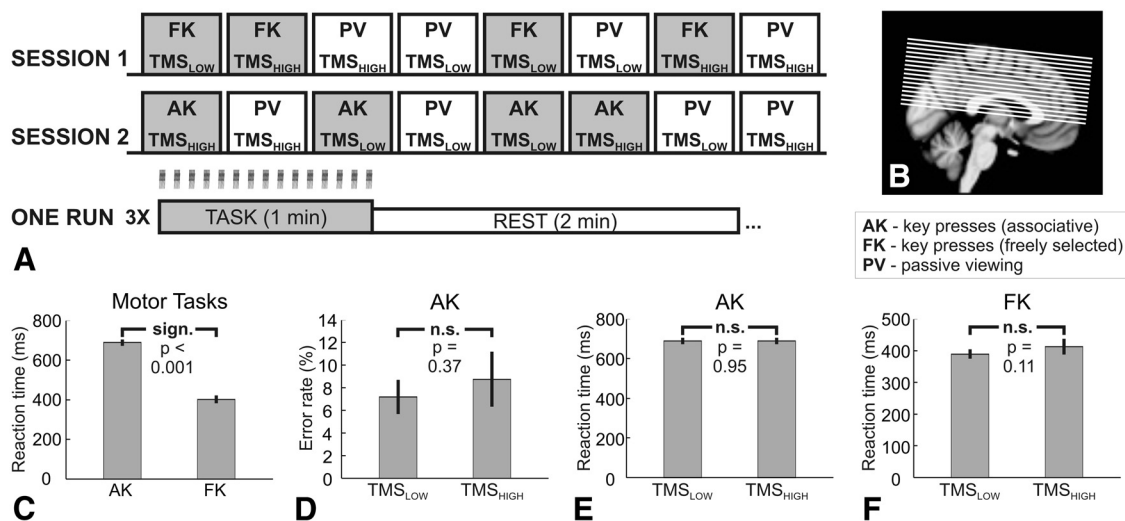 FK FK PV PV FK PV FK PV
SESSION 1 TMSLOW TMSHIGH TMSHIGH TMSLOW TMSLOW TMSLOW TMSHIGH TMSHIGH
AK PV AK PV AK AK PV PV
SESSION 2 TMSHIGH TMSHIGH TMSLOW TMSLOW TMSLOW TMSHIGH TMSLOW TMSHIGH
ONE RUN 3X TASK (1 min) REST (2 min) ...
A
B
AK - key presses (associative)
FK - key presses (freely selected)
PV - passive viewing
Motor Tasks
Reaction time (ms)
800
600
400
200
0
sign.
p <
0.001
AK FK
C
AK
Error rate (%)
14
12
10
8
6
4
2
0
n.s.
p =
0.37
TMSLOW TMSHIGH
D
AK
Reaction time (ms)
800
600
400
200
0
n.s.
p =
0.95
TMSLOW TMSHIGH
E
FK
Reaction time (ms)
500
400
300
200
100
0
n.s.
p =
0.11
TMSLOW TMSHIGH
F